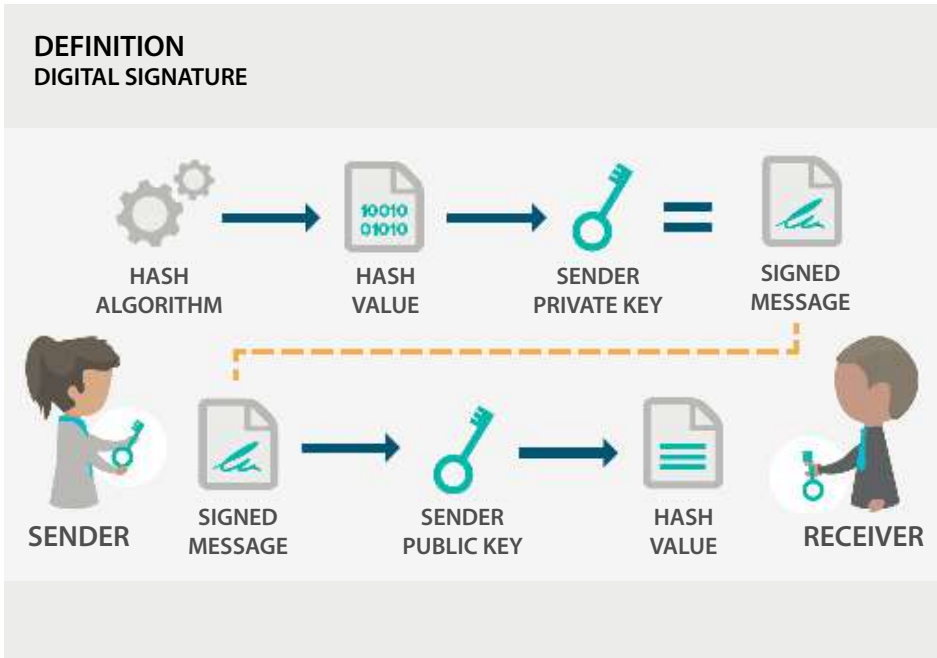 DEFINITION
DIGITAL SIGNATURE
10010
01010
HASH
ALGORITHM
HASH
VALUE
SENDER
PRIVATE KEY
SIGNED
MESSAGE
SENDER
SIGNED
MESSAGE
SENDER
PUBLIC KEY
HASH
VALUE
RECEIVER